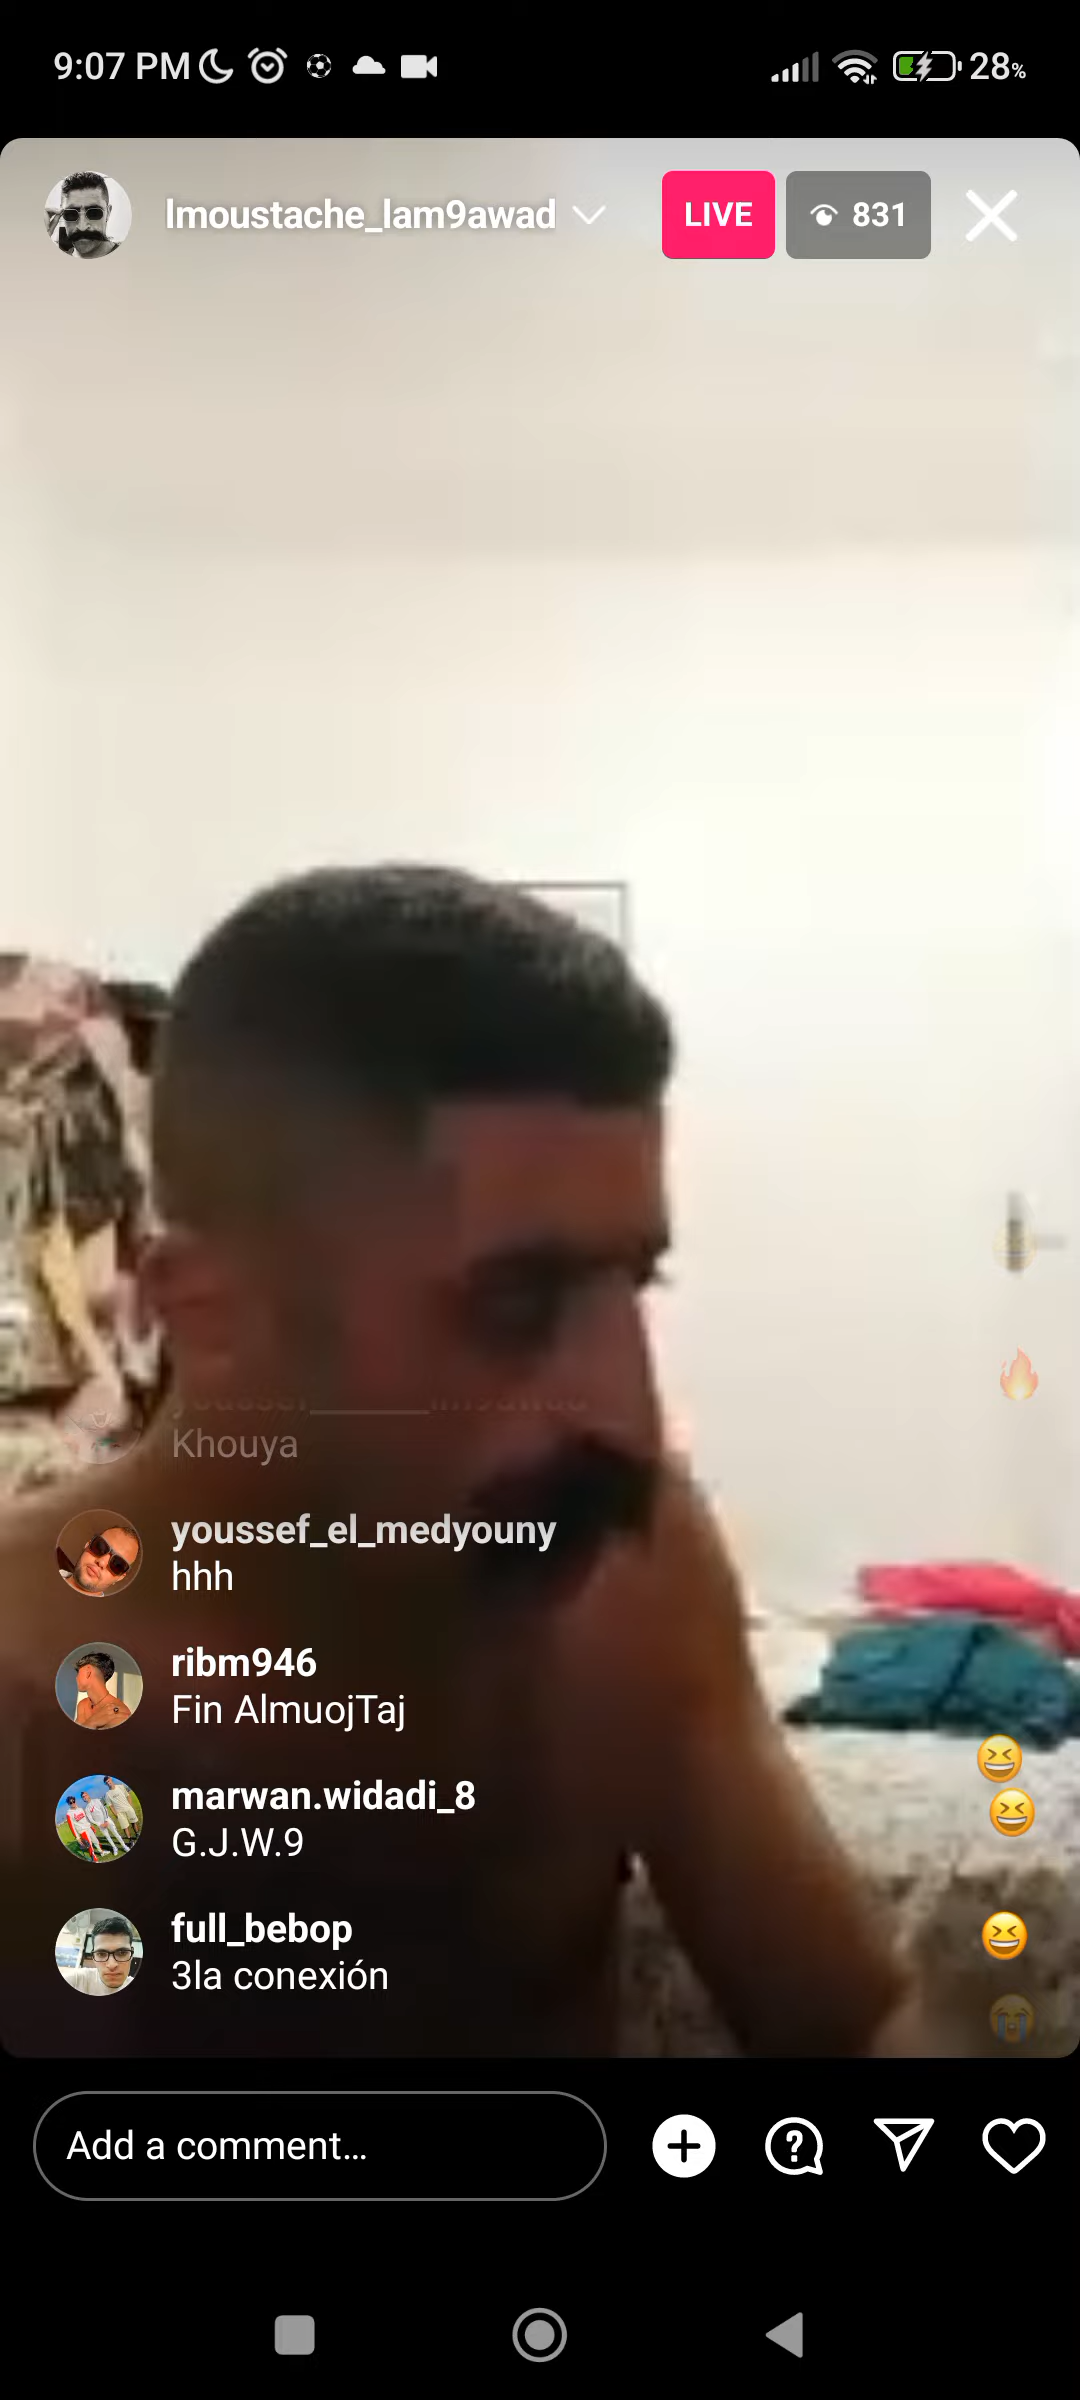 9:07 PM
28%
lmoustache_lam9awad
LIVE
831
Khouya
youssef_el_medyouny
hhh
ribm946
Fin AlmuojTaj
marwan.widadi_8
G.J.W.9
full_bebop
3la conexión
Add a comment...